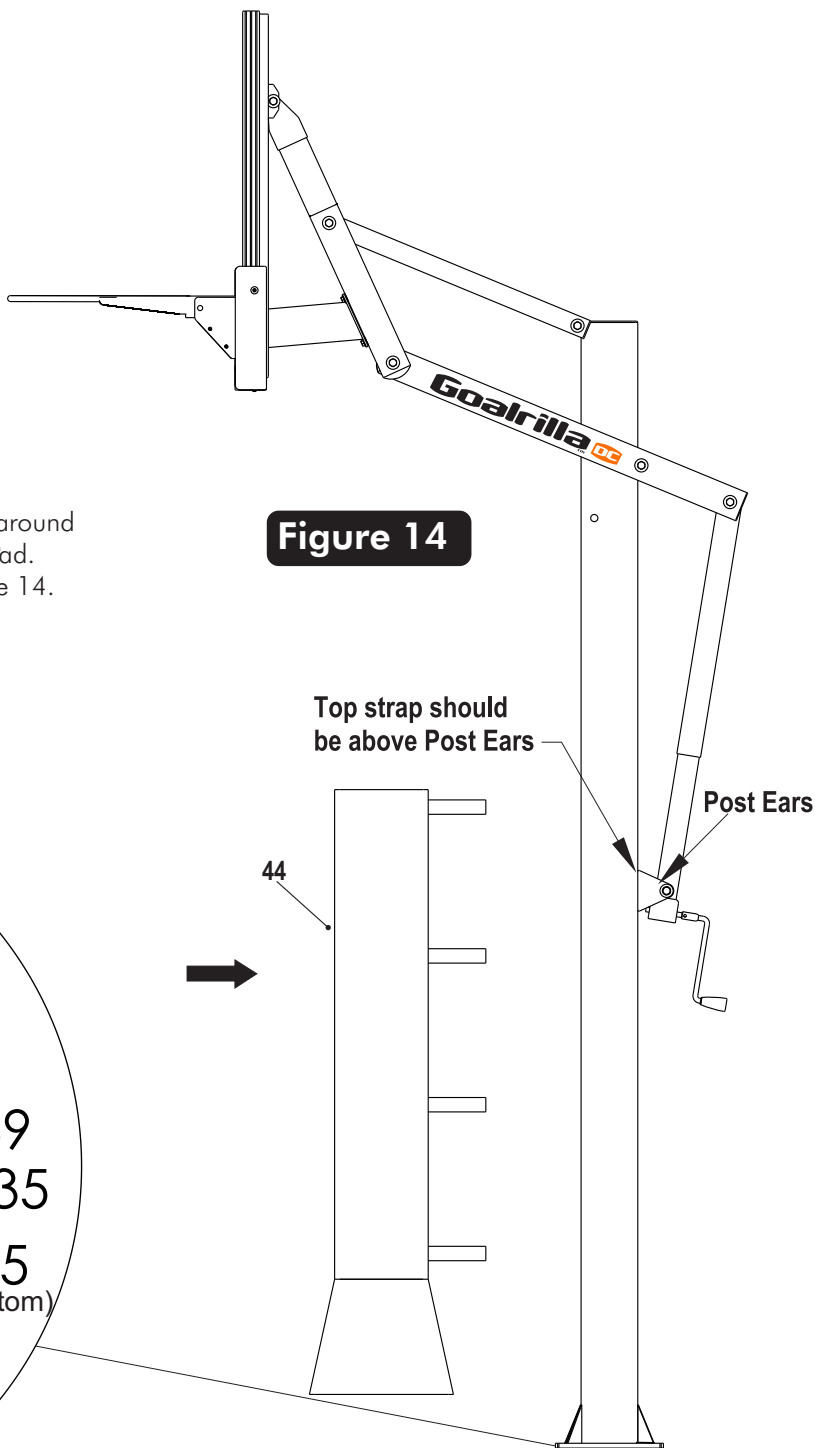 around
ad.
e 14.
Figure 14
Goalrilla DC
TM
Top strap should
be above Post Ears
Post Ears
44
9
35
5
tom)